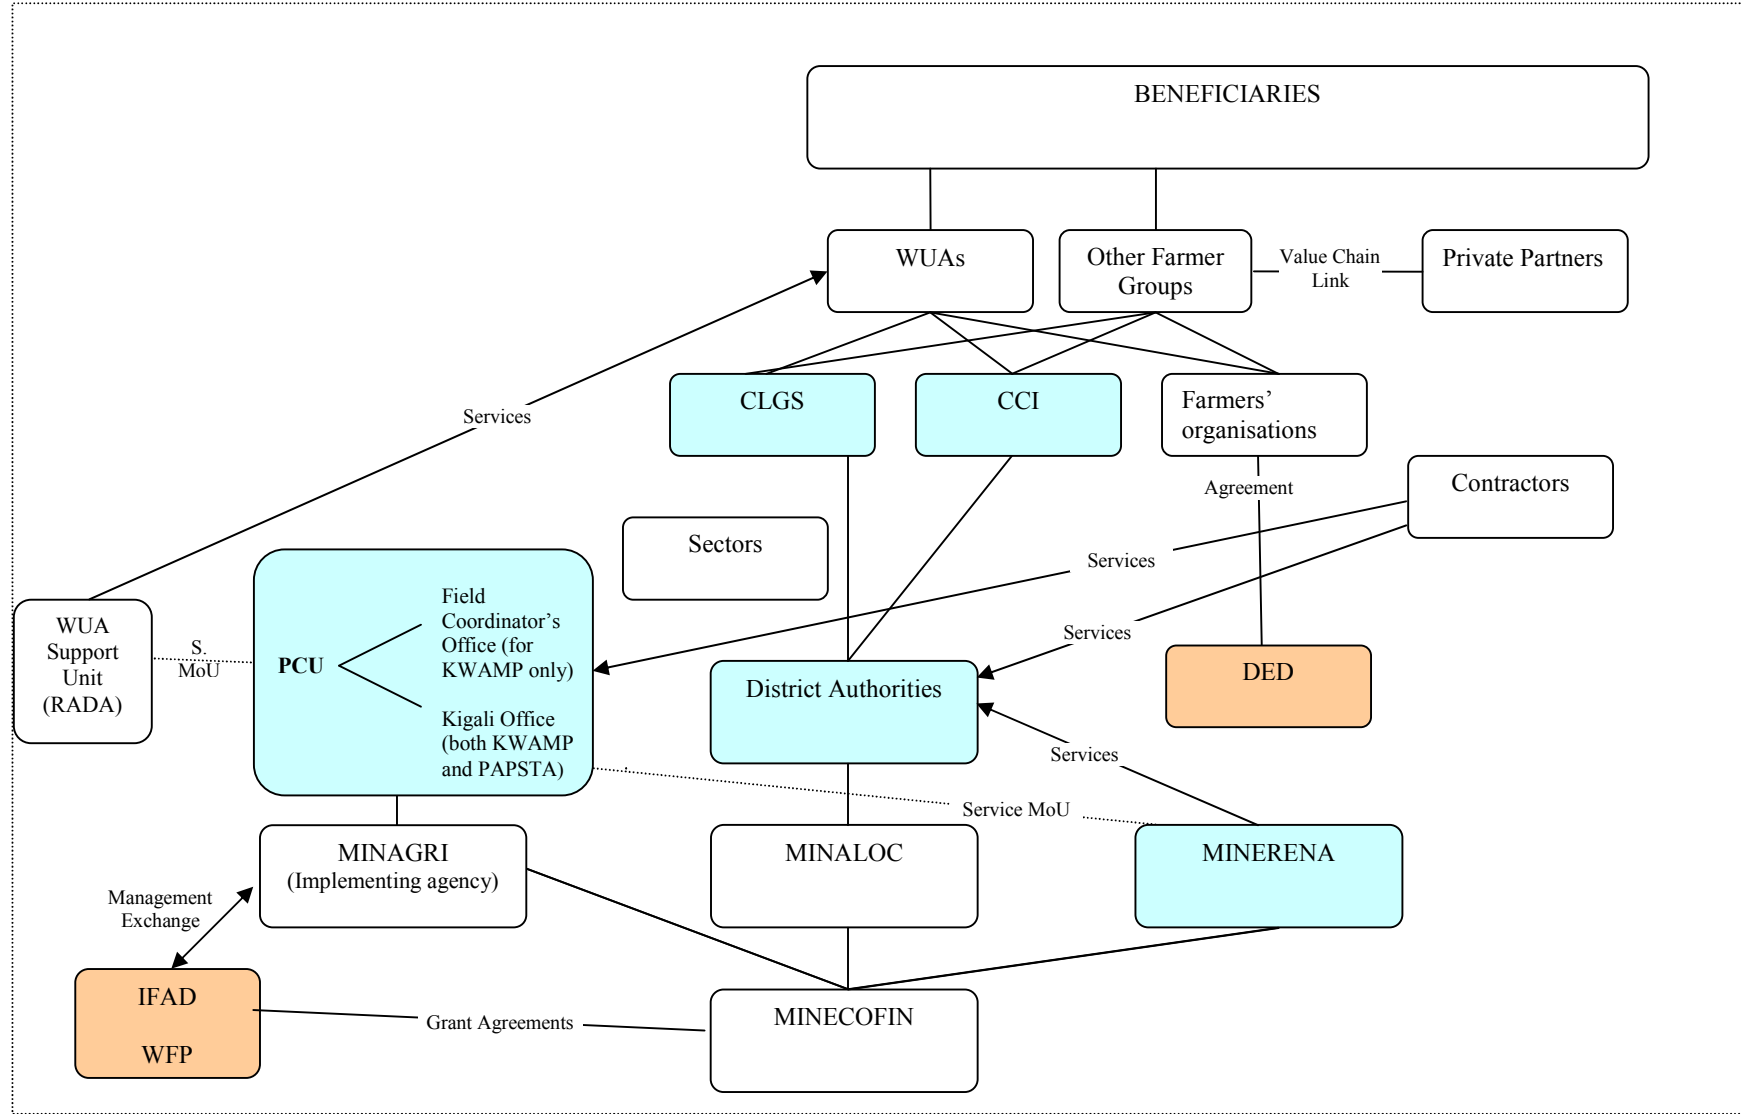 BENEFICIARIES
WUAs
Other Farmer
Groups
Value Chain
Link
Private Partners
CLGS
CCI
Farmers’
organisations
Services
Agreement
Contractors
Sectors
Services
Services
WUA
Support
Unit
(RADA)
S.
MoU
PCU
Field
Coordinator’s
Office (for
KWAMP only)
Kigali Office
(both KWAMP
and PAPSTA)
District Authorities
DED
Services
Service MoU
MINAGRI
(Implementing agency)
MINALOC
MINERENA
Management
Exchange
IFAD
WFP
Grant Agreements
MINECOFIN